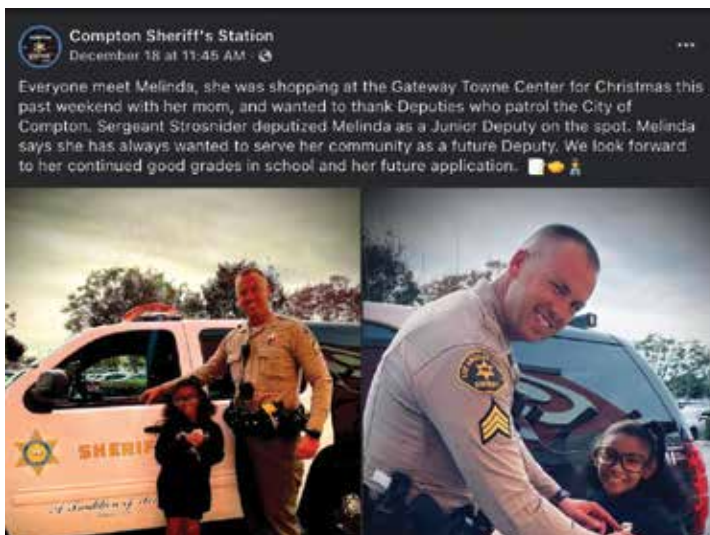 Compton Sheriff's Station
December 18 at 11:45 AM
Everyone meet Melinda, she was shopping at the Gateway Towne Center for Christmas this
past weekend with her mom, and wanted to thank Deputies who patrol the City of
Compton. Sergeant Strosnider deputized Melinda as a Junior Deputy on the spot. Melinda
says she has always wanted to serve her community as a future Deputy. We look forward
to her continued good grades in school and her future application.
SHERIF
A Tradition of